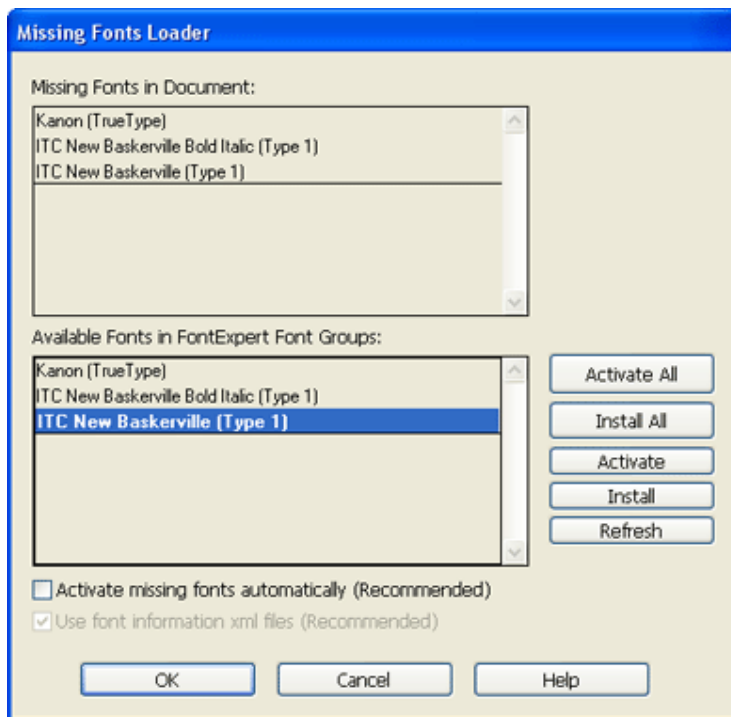 Missing Fonts Loader
Missing Fonts in Document:
Kanon (TrueType)
ITC New Baskerville Bold Italic (Type 1)
ITC New Baskerville (Type 1)
Available Fonts in FontExpert Font Groups:
Kanon (TrueType)
ITC New Baskerville Bold Italic (Type 1)
ITC New Baskerville (Type 1)
Activate All
Install All
Activate
Install
Refresh
Activate missing fonts automatically (Recommended)
Use font information xml files (Recommended)
OK Cancel Help